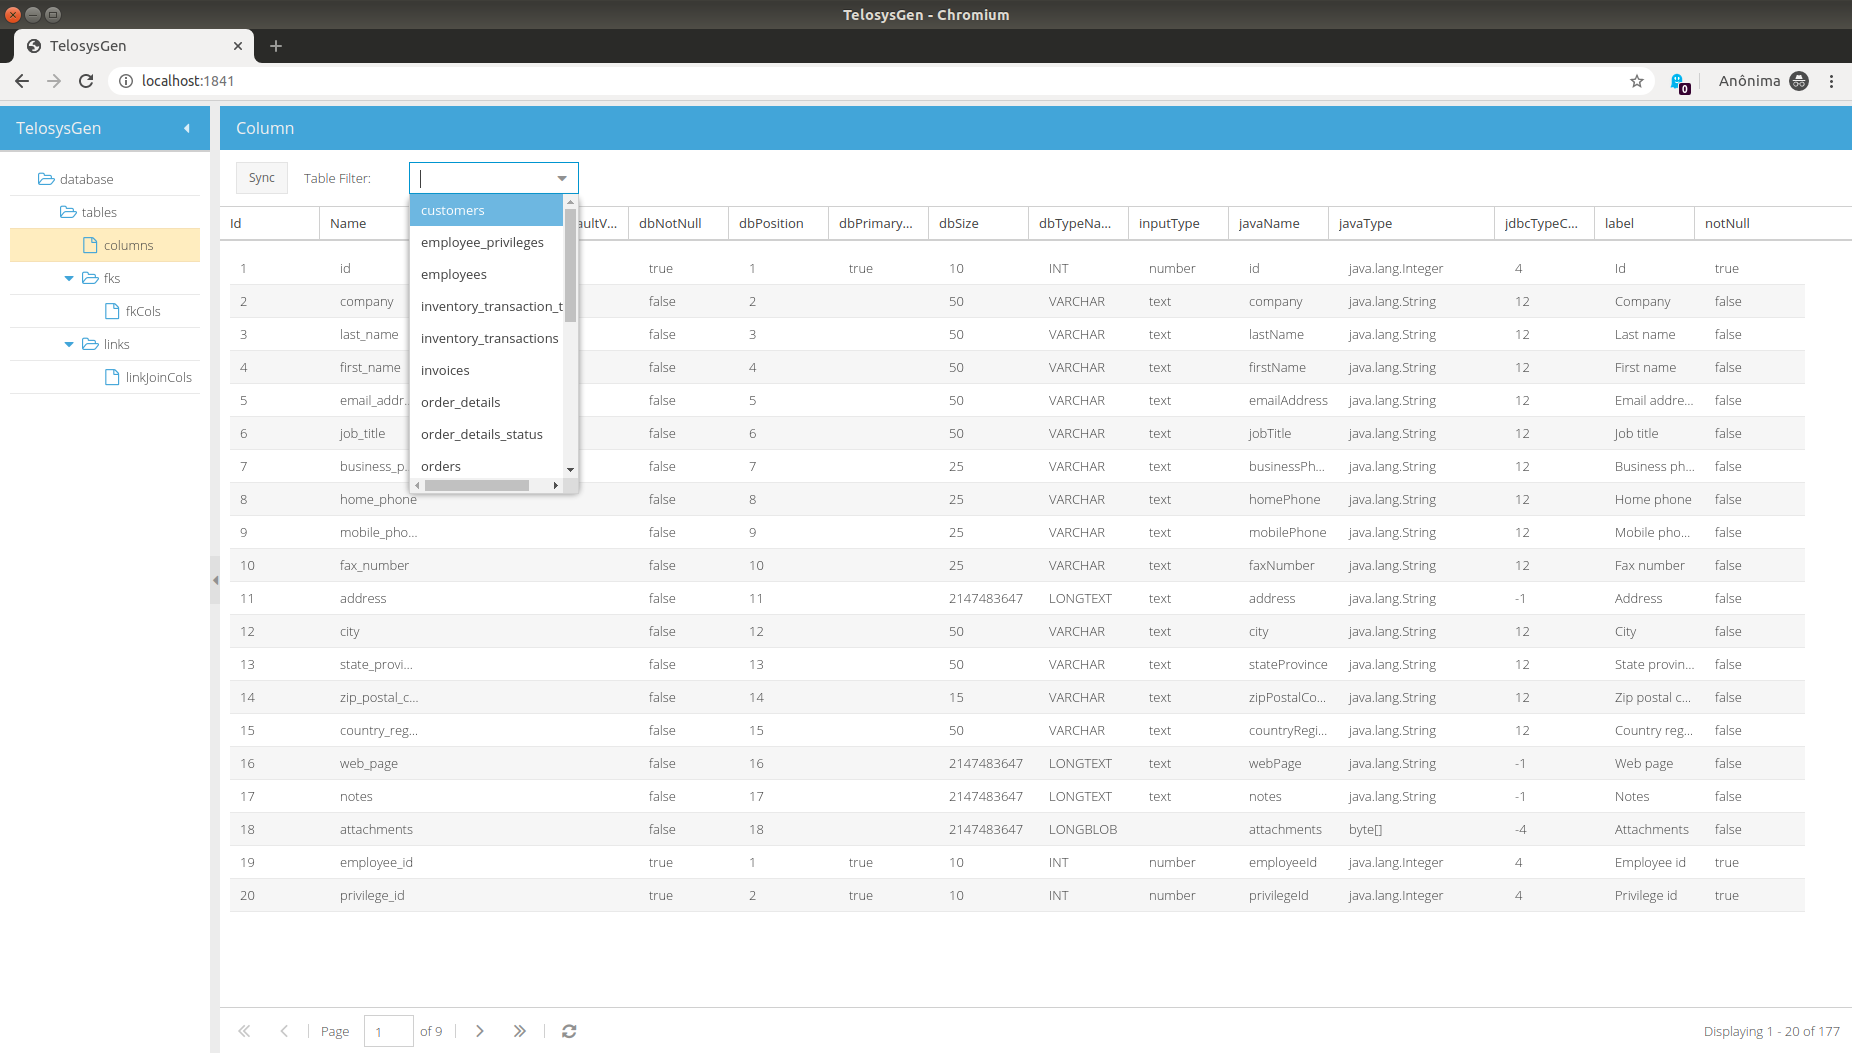 TelosysGen - Chromium
TelosysGen
localhost:1841
0
Anônima
TelosysGen
Column
database
tables
columns
fks
fkCols
links
linkJoinCols
Sync Table Filter:
customers
employee_privileges
employees
inventory_transaction_t
inventory_transactions
invoices
order_details
order_details_status
orders
Id Name aultV... dbNotNull dbPosition dbPrimary... dbSize dbTypeNa... inputType javaName javaType jdbcTypeC... label notNull
1 id true 1 true 10 INT number id java.lang.Integer 4 Id true
2 company false 2 50 VARCHAR text company java.lang.String 12 Company false
3 last_name false 3 50 VARCHAR text lastName java.lang.String 12 Last name false
4 first_name false 4 50 VARCHAR text firstName java.lang.String 12 First name false
5 email_addr... false 5 50 VARCHAR text emailAddress java.lang.String 12 Email addre... false
6 job_title false 6 50 VARCHAR text jobTitle java.lang.String 12 Job title false
7 business_p... false 7 25 VARCHAR text businessPh... java.lang.String 12 Business ph... false
8 home_phone false 8 25 VARCHAR text homePhone java.lang.String 12 Home phone false
9 mobile_pho... false 9 25 VARCHAR text mobilePhone java.lang.String 12 Mobile pho... false
10 fax_number false 10 25 VARCHAR text faxNumber java.lang.String 12 Fax number false
11 address false 11 2147483647 LONGTEXT text address java.lang.String -1 Address false
12 city false 12 50 VARCHAR text city java.lang.String 12 City false
13 state_provi... false 13 50 VARCHAR text stateProvince java.lang.String 12 State provin... false
14 zip_postal_c... false 14 15 VARCHAR text zipPostalCo... java.lang.String 12 Zip postal c... false
15 country_reg... false 15 50 VARCHAR text countryRegi... java.lang.String 12 Country reg... false
16 web_page false 16 2147483647 LONGTEXT text webPage java.lang.String -1 Web page false
17 notes false 17 2147483647 LONGTEXT text notes java.lang.String -1 Notes false
18 attachments false 18 2147483647 LONGBLOB attachments byte[] -4 Attachments false
19 employee_id true 1 true 10 INT number employeeId java.lang.Integer 4 Employee id true
20 privilege_id true 2 true 10 INT number privilegeId java.lang.Integer 4 Privilege id true
Page 1 of 9
Displaying 1 - 20 of 177